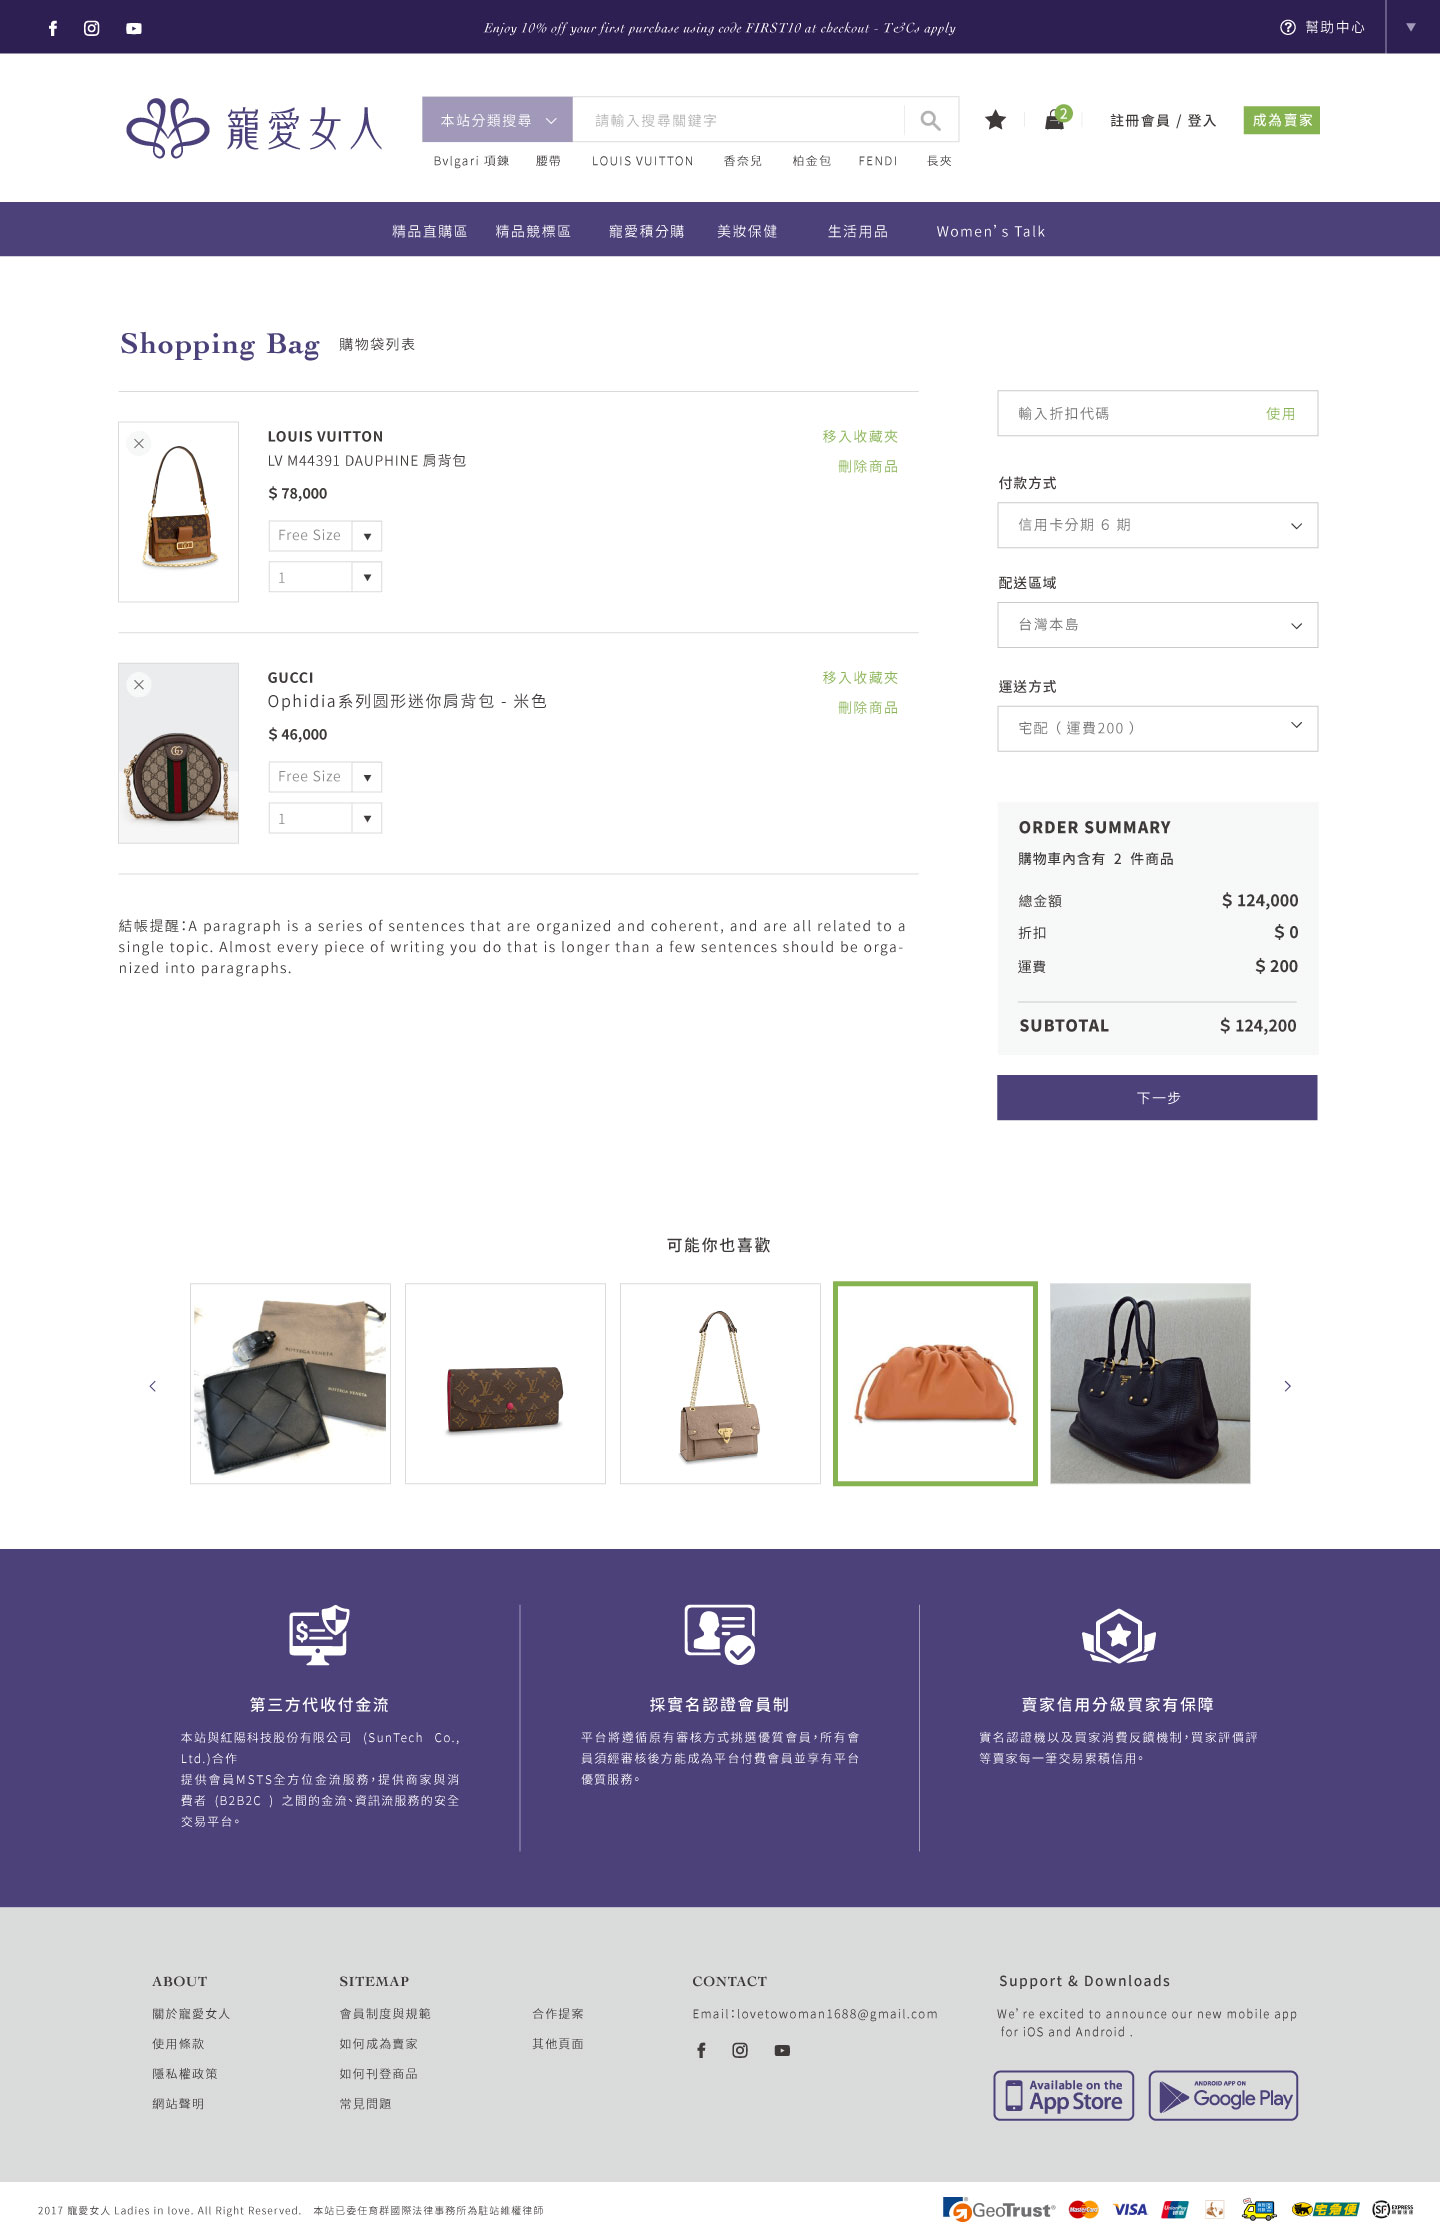 Enjoy 10% off your first purchase using code FIRST10 at checkout - T&Cs apply
幫助中心
寵愛女人
本站分類搜尋
請輸入搜尋關鍵字
2
註冊會員 / 登入
成為賣家
Bvlgari 項鍊 腰帶 LOUIS VUITTON 香奈兒 柏金包 FENDI 長夾
精品直購區 精品競標區 寵愛積分購 美妝保健 生活用品 Women's Talk
Shopping Bag 購物袋列表
LOUIS VUITTON
LV M44391 DAUPHINE 肩背包
$ 78,000
Free Size
1
移入收藏夾
刪除商品
GUCCI
Ophidia系列圆形迷你肩背包 - 米色
$ 46,000
Free Size
1
移入收藏夾
刪除商品
結帳提醒：A paragraph is a series of sentences that are organized and coherent, and are all related to a
single topic. Almost every piece of writing you do that is longer than a few sentences should be orga-
nized into paragraphs.
輸入折扣代碼 使用
付款方式
信用卡分期 6 期
配送區域
台灣本島
運送方式
宅配（ 運費200 ）
ORDER SUMMARY
購物車內含有 2 件商品
總金額 $ 124,000
折扣 $ 0
運費 $ 200
SUBTOTAL $ 124,200
下一步
可能你也喜歡
BOTTEGA VENETA
BOTTEGA VENETA
第三方代收付金流
本站與紅陽科技股份有限公司 (SunTech Co.,
Ltd.)合作
提供會員MSTS全方位金流服務，提供商家與消
費者 (B2B2C ) 之間的金流、資訊流服務的安全
交易平台。
採實名認證會員制
平台將遵循原有審核方式挑選優質會員，所有會
員須經審核後方能成為平台付費會員並享有平台
優質服務。
賣家信用分級買家有保障
實名認證機以及買家消費反饋機制，買家評價評
等賣家每一筆交易累積信用。
ABOUT
關於寵愛女人
使用條款
隱私權政策
網站聲明
SITEMAP
會員制度與規範
如何成為賣家
如何刊登商品
常見問題
合作提案
其他頁面
CONTACT
Email：lovetowoman1688@gmail.com
Support & Downloads
We're excited to announce our new mobile app
for iOS and Android .
Available on the
App Store
ANDROID APP ON
Google Play
2017 寵愛女人 Ladies in love. All Right Reserved. 本站已委任育群國際法律事務所為駐站維權律師
GeoTrust
MasterCard
VISA
UnionPay
宅急便
SF EXPRESS